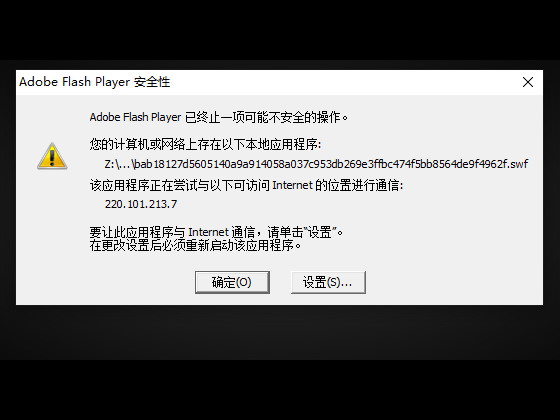 Adobe Flash Player 安全性
Adobe Flash Player 已终止一项可能不安全的操作。
您的计算机或网络上存在以下本地应用程序:
Z:\...\bab18127d5605140a9a914058a037c953db269e3ffbc474f5bb8564de9f4962f.swf
该应用程序正在尝试与以下可访问 Internet 的位置进行通信:
220.101.213.7
要让此应用程序与 Internet 通信，请单击“设置”。
在更改设置后必须重新启动该应用程序。
确定(O)
设置(S)...